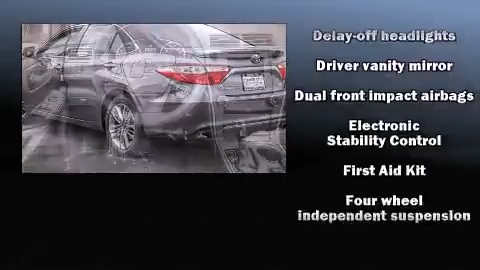 Delay-off headlights
Driver vanity mirror
Dual front impact airbags
Electronic
Stability Control
First Aid Kit
Four wheel
independent suspension